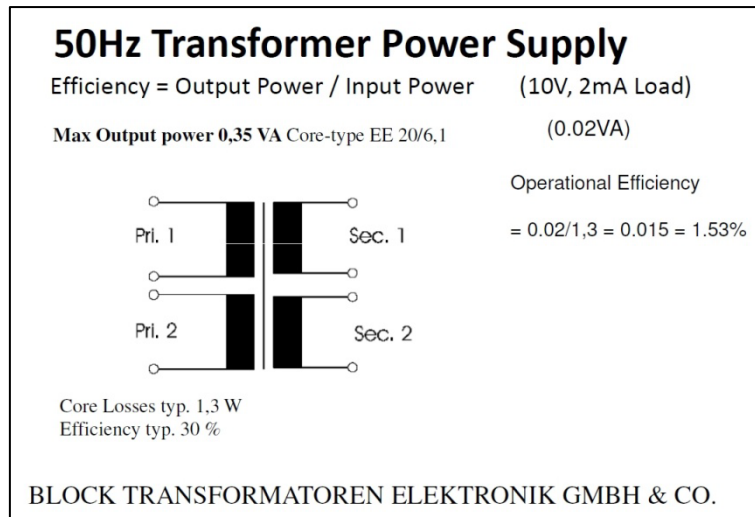 50Hz Transformer Power Supply
Efficiency = Output Power / Input Power (10V, 2mA Load)
Max Output power 0,35 VA Core-type EE 20/6,1
(0.02VA)
Operational Efficiency
= 0.02/1,3 = 0.015 = 1.53%
Pri. 1
Sec. 1
Pri. 2
Sec. 2
Core Losses typ. 1,3 W
Efficiency typ. 30 %
BLOCK TRANSFORMATOREN ELEKTRONIK GMBH & CO.